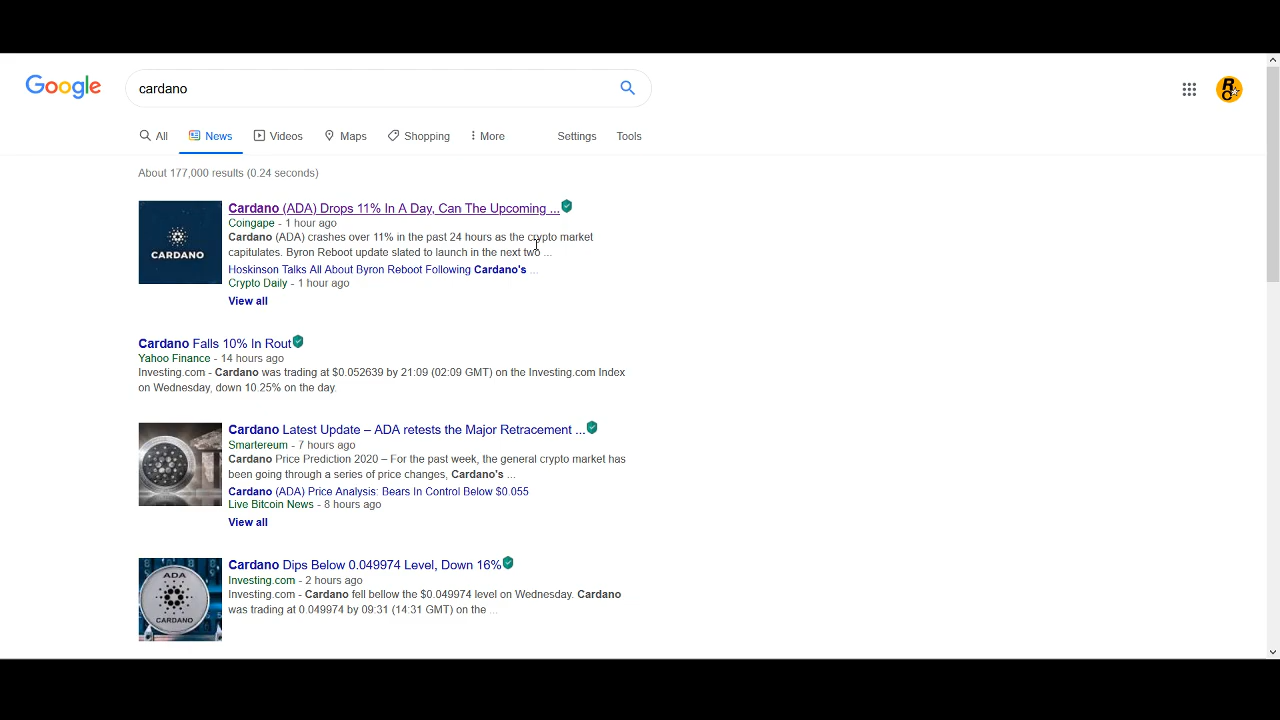 Google
cardano
All News Videos Maps Shopping More Settings Tools
About 177,000 results (0.24 seconds)
CARDANO
Cardano (ADA) Drops 11% In A Day, Can The Upcoming ...
Coingape - 1 hour ago
Cardano (ADA) crashes over 11% in the past 24 hours as the crypto market
capitulates. Byron Reboot update slated to launch in the next two ...
Hoskinson Talks All About Byron Reboot Following Cardano's ...
Crypto Daily - 1 hour ago
View all
Cardano Falls 10% In Rout
Yahoo Finance - 14 hours ago
Investing.com - Cardano was trading at $0.052639 by 21:09 (02:09 GMT) on the Investing.com Index
on Wednesday, down 10.25% on the day.
Cardano Latest Update – ADA retests the Major Retracement ...
Smartereum - 7 hours ago
Cardano Price Prediction 2020 – For the past week, the general crypto market has
been going through a series of price changes, Cardano's ...
Cardano (ADA) Price Analysis: Bears In Control Below $0.055
Live Bitcoin News - 8 hours ago
View all
ADA
CARDANO
Cardano Dips Below 0.049974 Level, Down 16%
Investing.com - 2 hours ago
Investing.com - Cardano fell bellow the $0.049974 level on Wednesday. Cardano
was trading at 0.049974 by 09:31 (14:31 GMT) on the ...